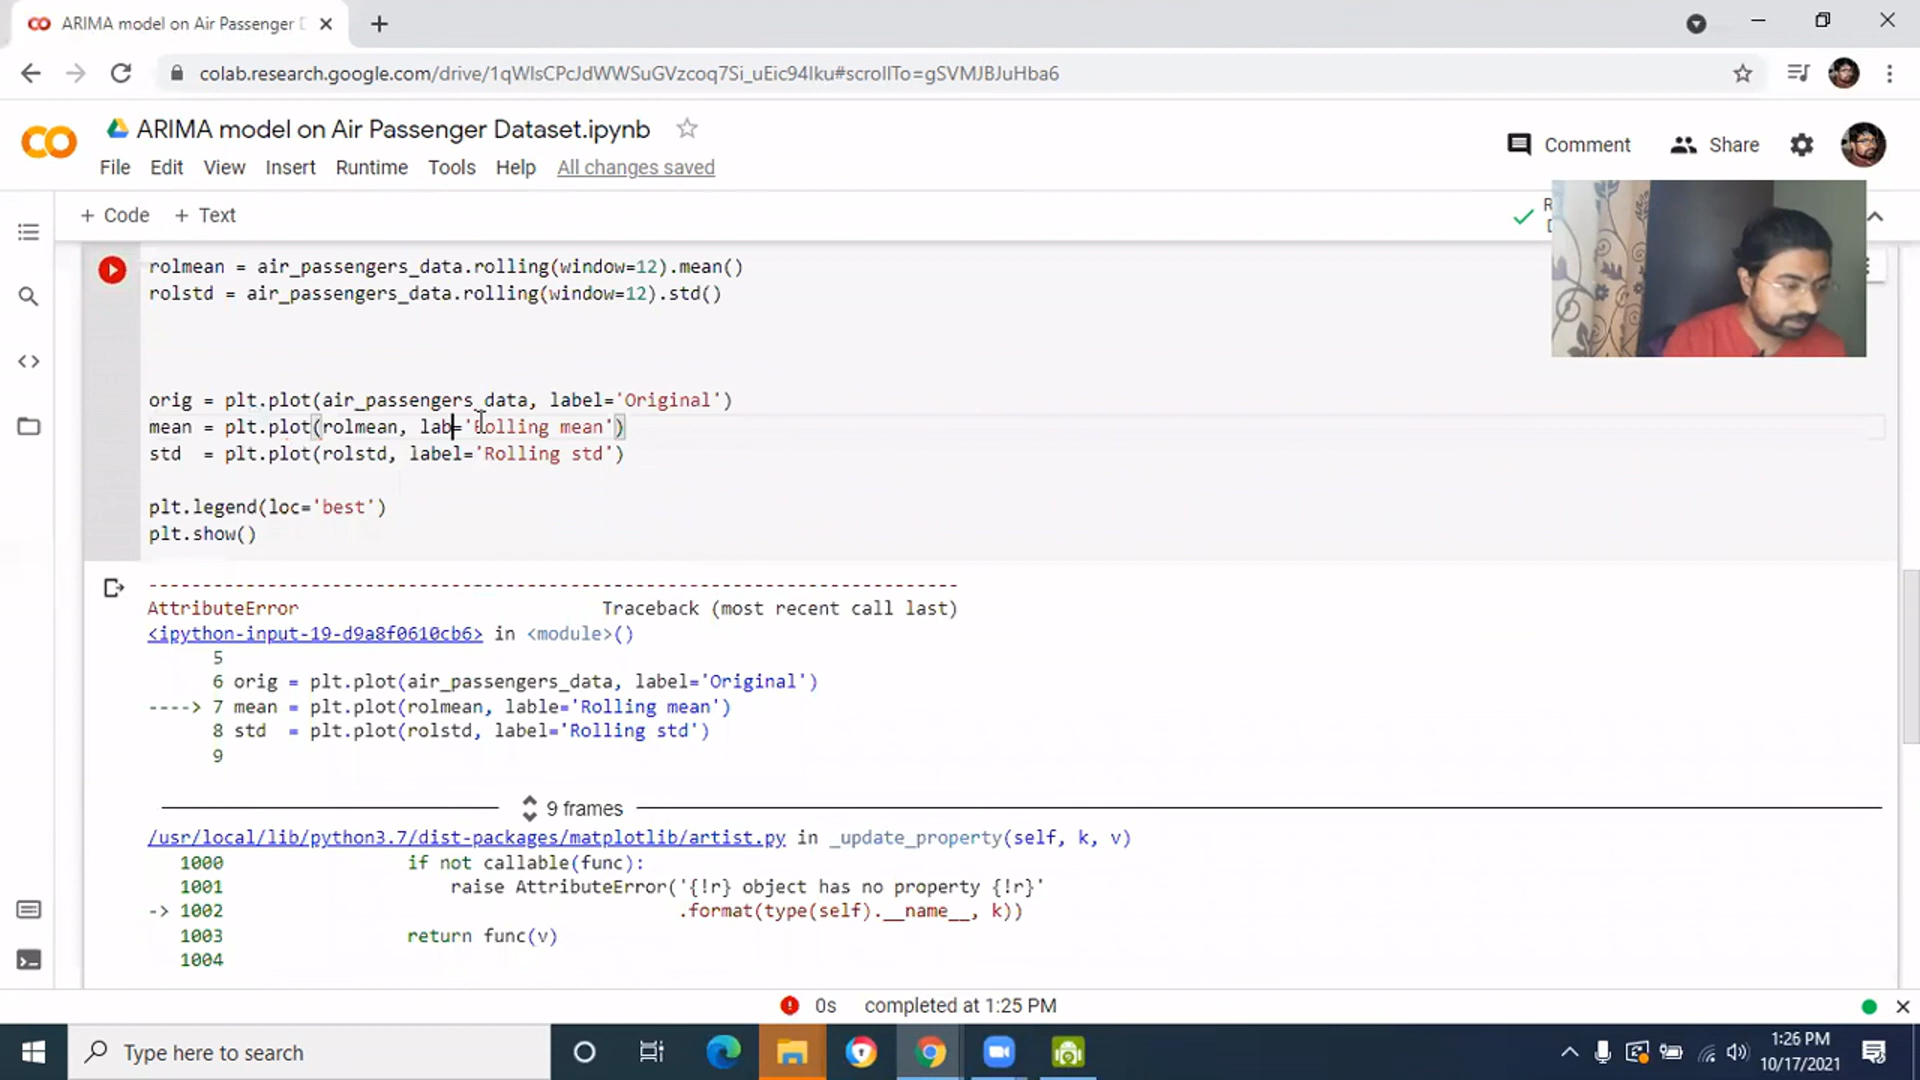 ARIMA model on Air Passenger D
colab.research.google.com/drive/1qWlsCPcJdWWSuGVzcoq7Si_uEic94lku#scrollTo=gSVMJBJuHba6
ARIMA model on Air Passenger Dataset.ipynb
File Edit View Insert Runtime Tools Help All changes saved
Comment Share
+ Code + Text
rolmean = air_passengers_data.rolling(window=12).mean()
rolstd = air_passengers_data.rolling(window=12).std()
orig = plt.plot(air_passengers_data, label='Original')
mean = plt.plot(rolmean, lab='Rolling mean')
std  = plt.plot(rolstd, label='Rolling std')
plt.legend(loc='best')
plt.show()
---------------------------------------------------------------------------
AttributeError Traceback (most recent call last)
<ipython-input-19-d9a8f0610cb6> in <module>()
5
6 orig = plt.plot(air_passengers_data, label='Original')
----> 7 mean = plt.plot(rolmean, lable='Rolling mean')
8 std  = plt.plot(rolstd, label='Rolling std')
9
9 frames
/usr/local/lib/python3.7/dist-packages/matplotlib/artist.py in _update_property(self, k, v)
1000 if not callable(func):
1001 raise AttributeError('{!r} object has no property {!r}'
-> 1002 .format(type(self).__name__, k))
1003 return func(v)
1004
0s completed at 1:25 PM
Type here to search
1:26 PM
10/17/2021